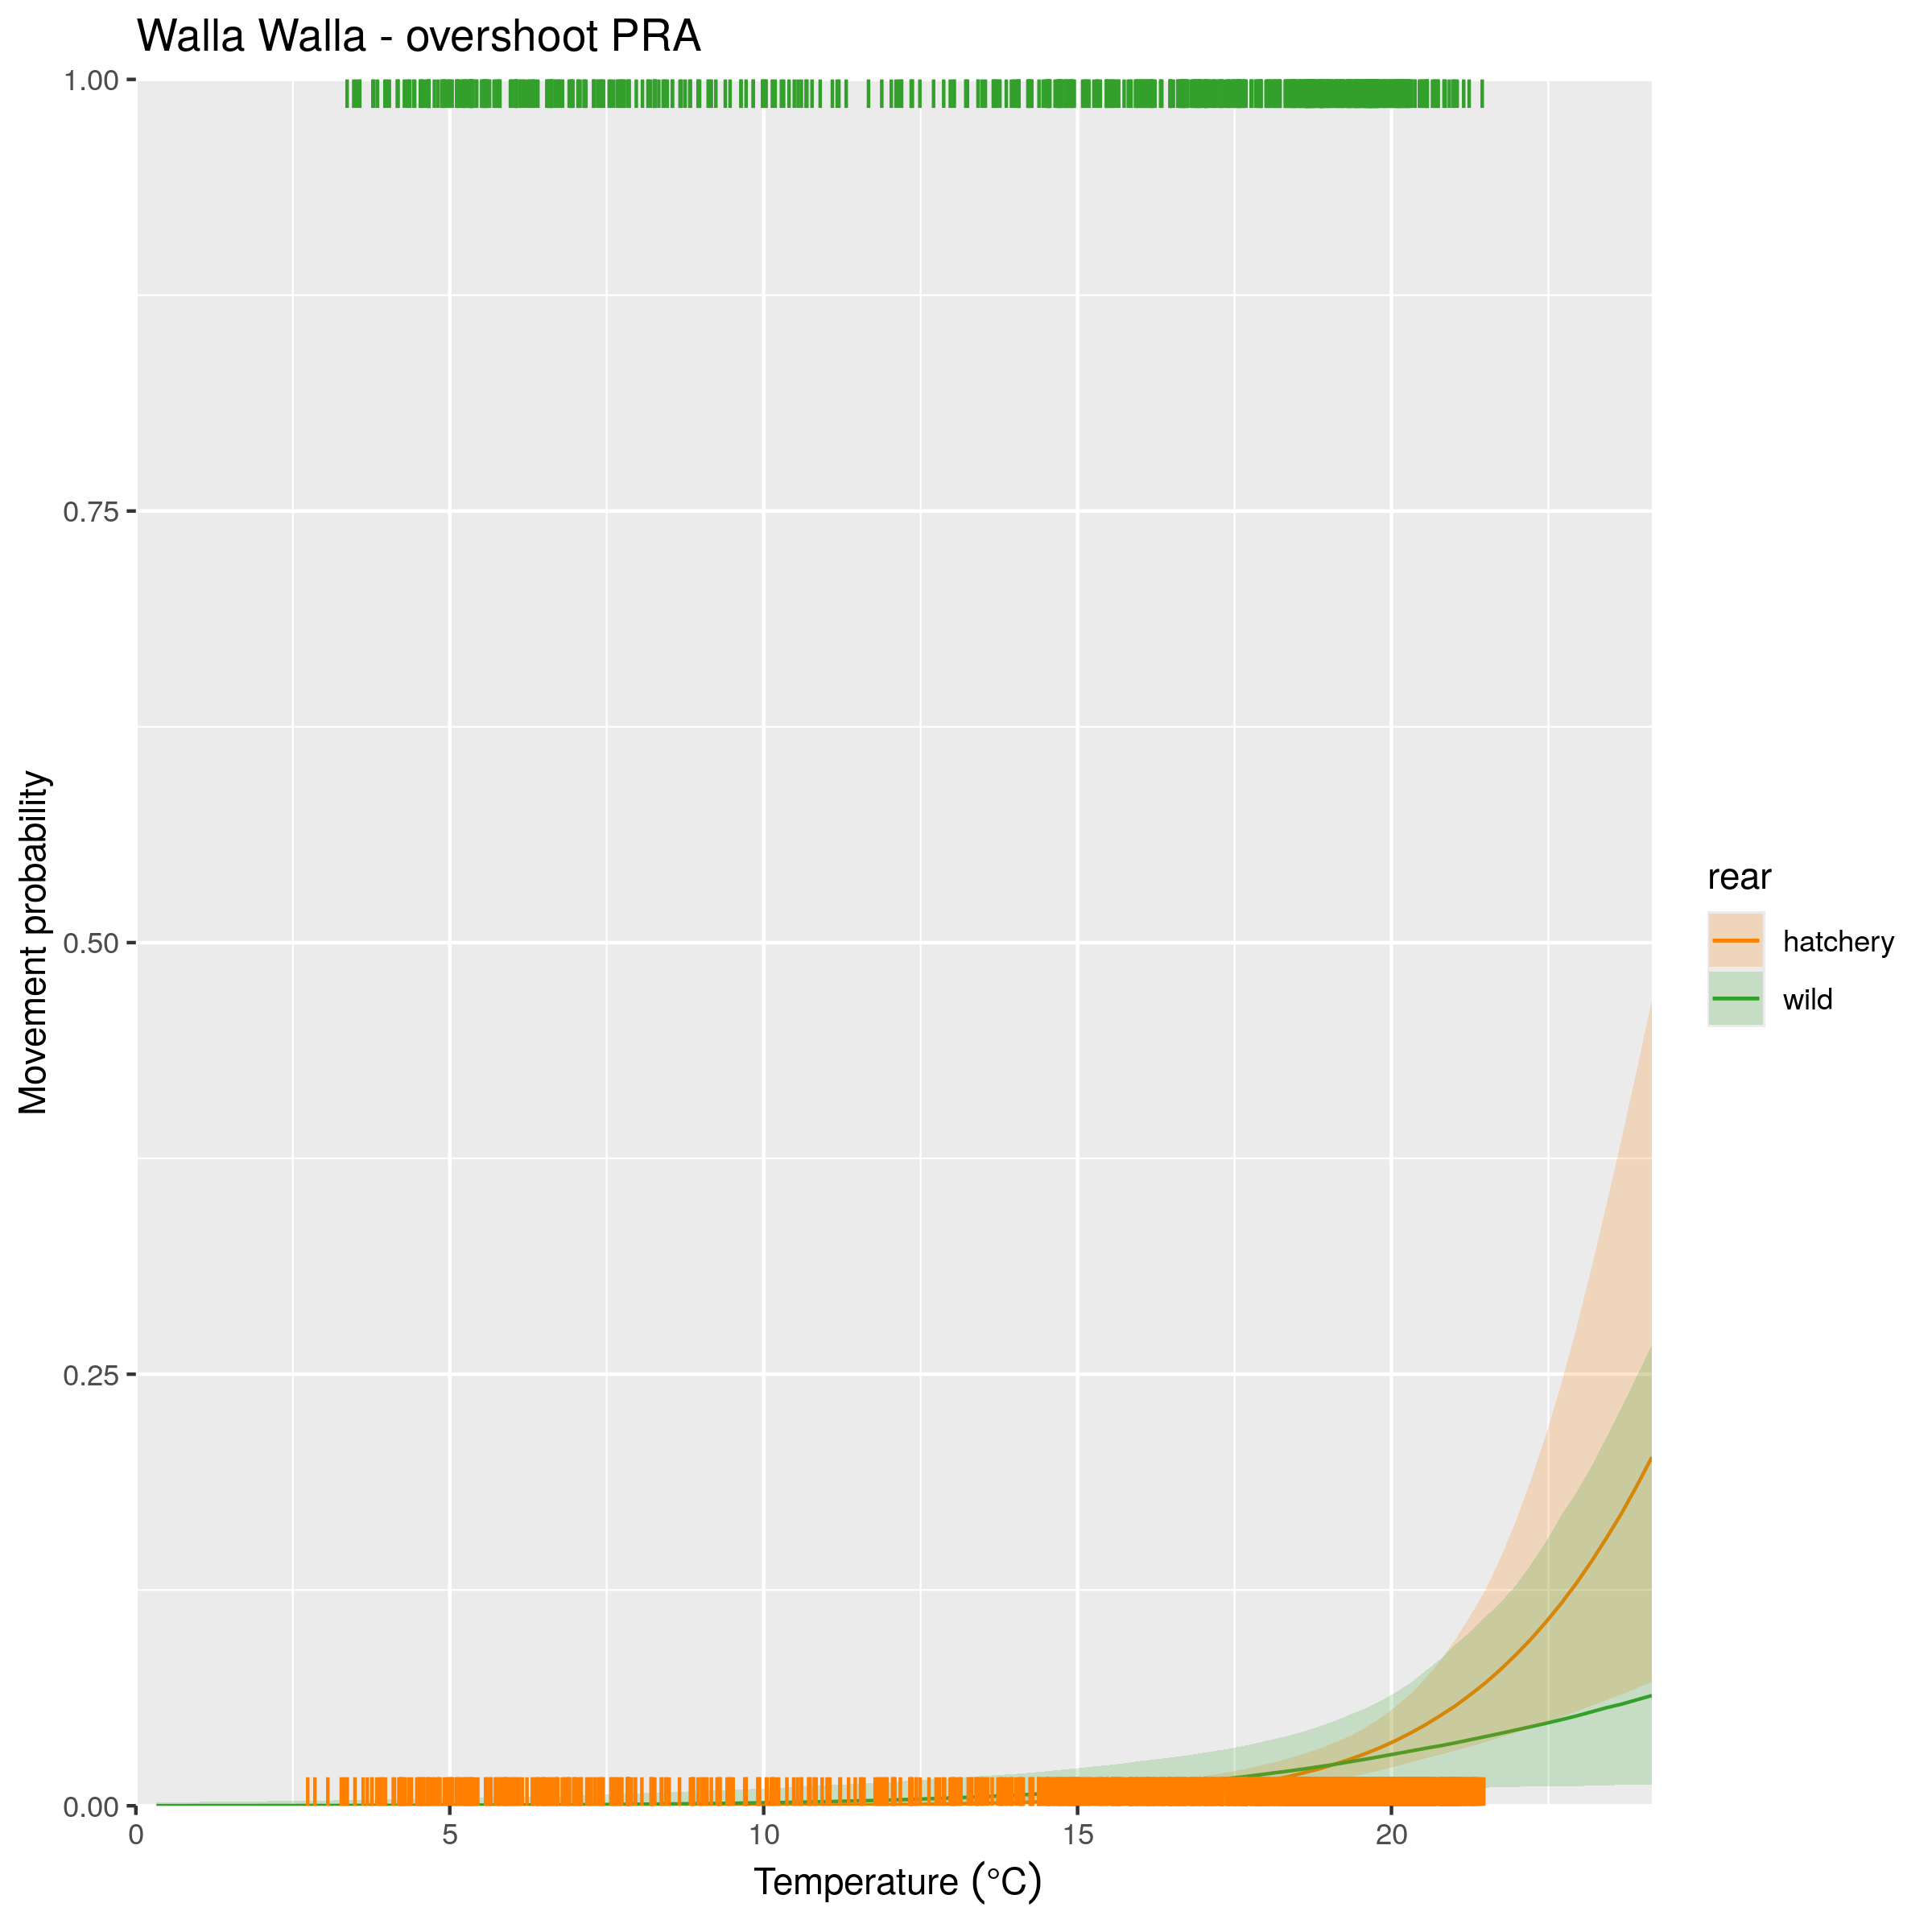 Walla Walla - overshoot PRA
1.00
0.75
0.50
0.25
0.00
Movement probability
0 5 10 15 20
Temperature (°C)
rear
hatchery
wild